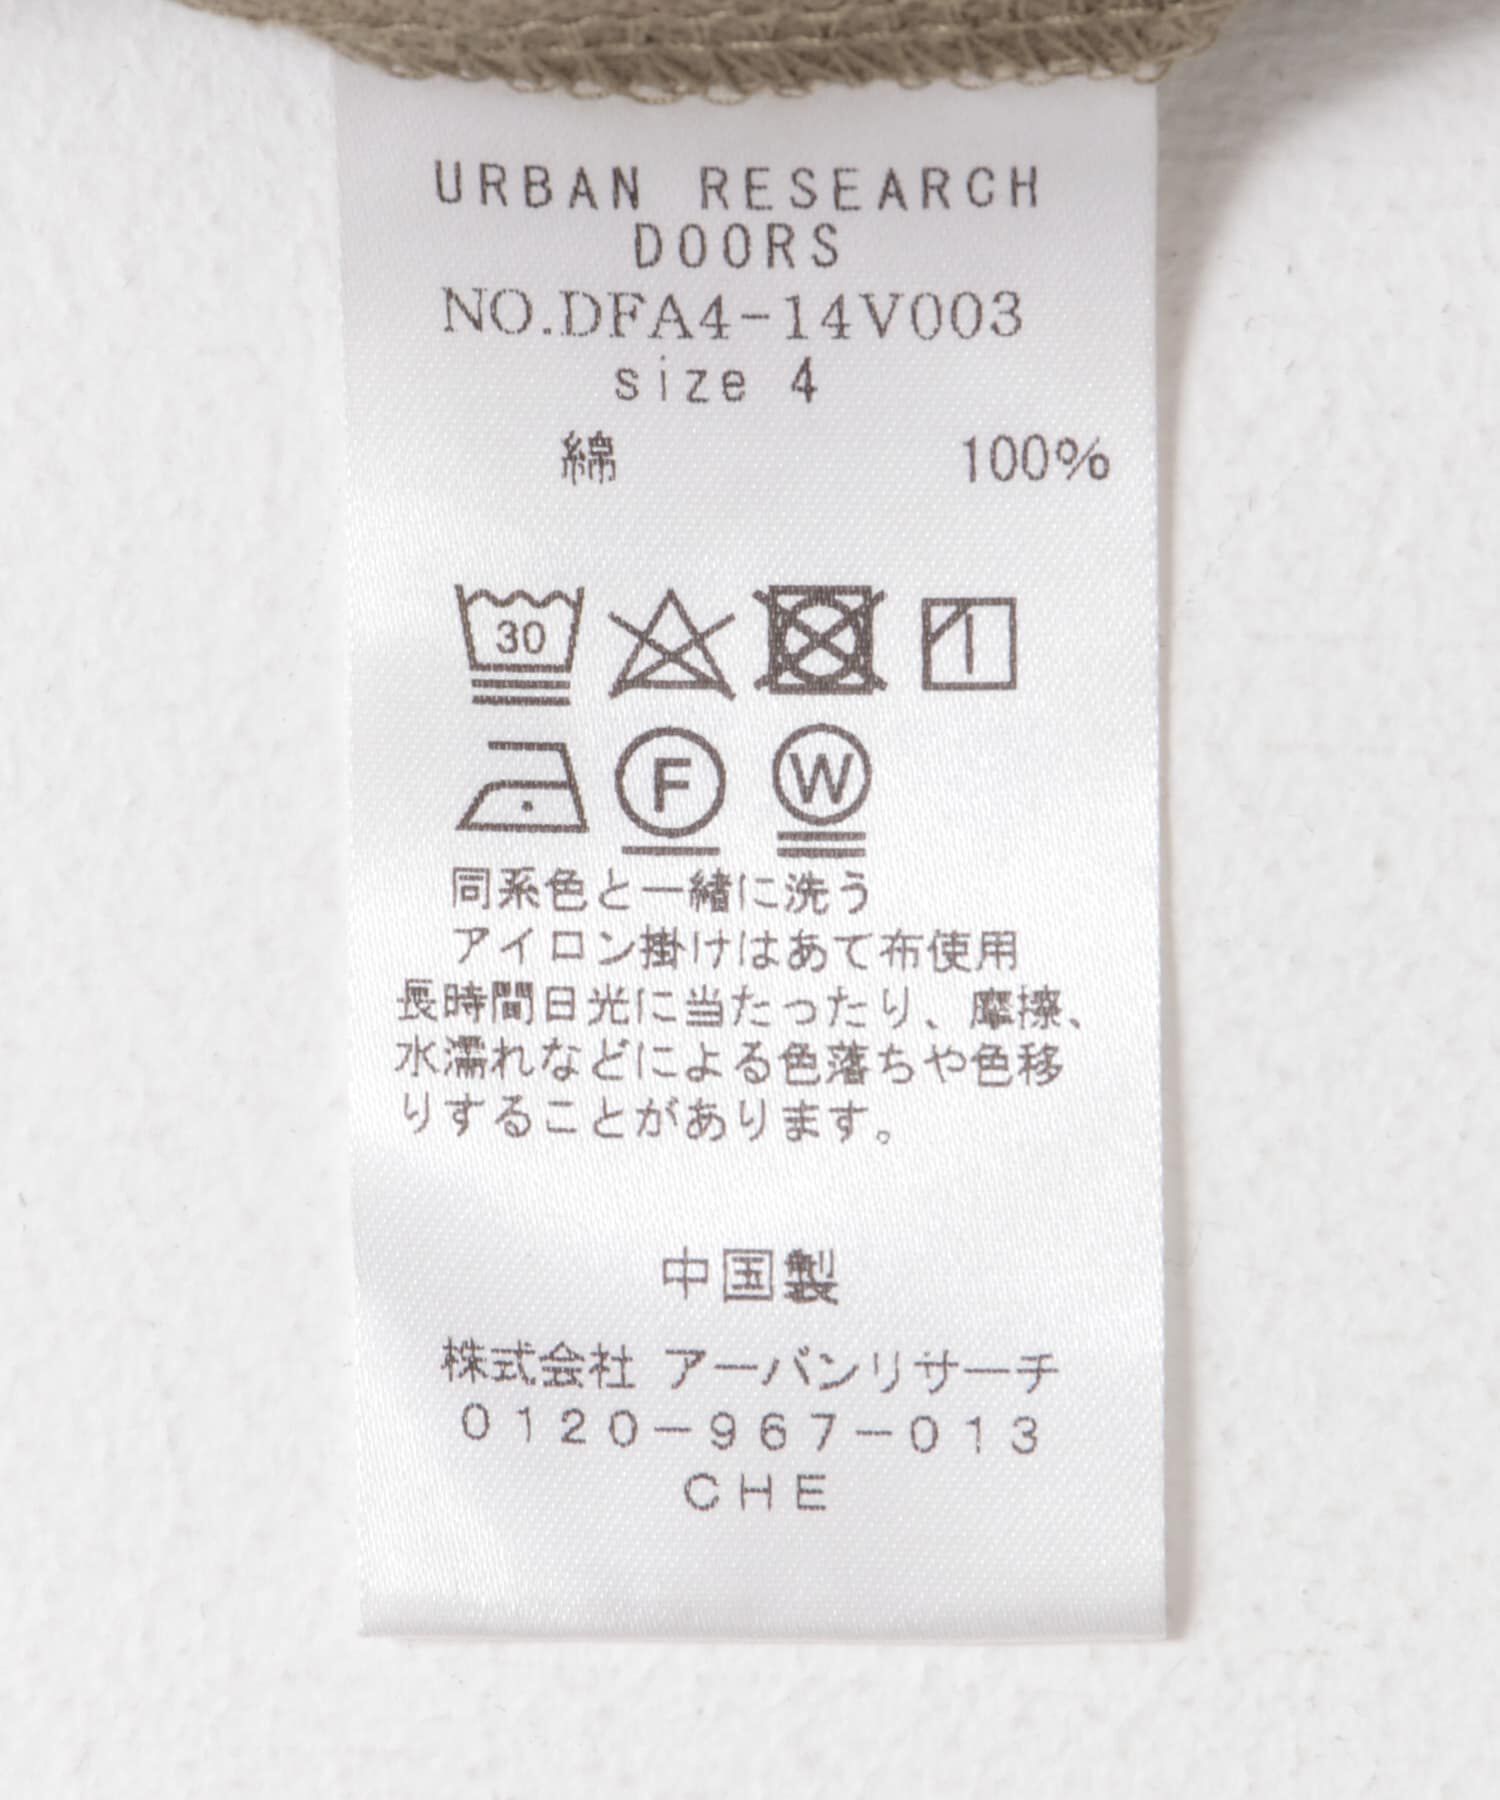 URBAN RESEARCH
DOORS
NO.DFA4-14V003
size 4
綿 100%
30
F W
同系色と一緒に洗う
アイロン掛けはあて布使用
長時間日光に当たったり、摩擦、
水濡れなどによる色落ちや色移
りすることがあります。
中国製
株式会社 アーバンリサーチ
0120-967-013
CHE